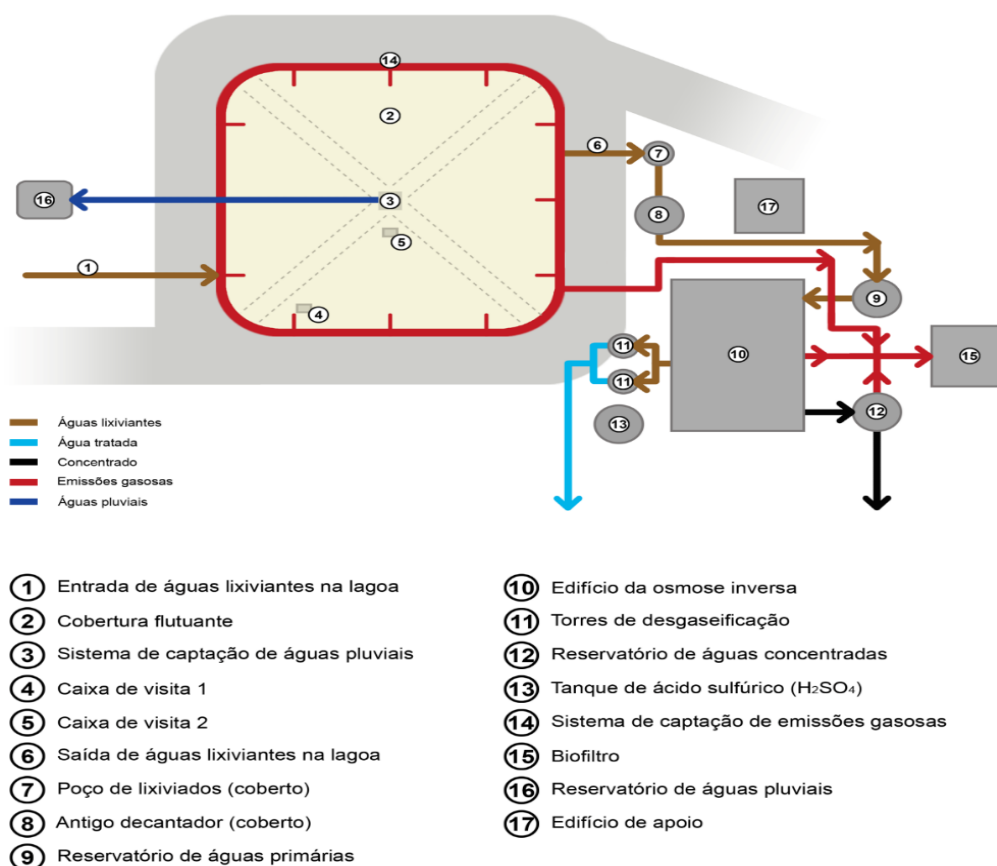 14
2
6
7
3
16
17
8
5
1
9
4
11
10
15
11
12
13
Águas lixiviantes
Água tratada
Concentrado
Emissões gasosas
Águas pluviais
1 Entrada de águas lixiviantes na lagoa
2 Cobertura flutuante
3 Sistema de captação de águas pluviais
4 Caixa de visita 1
5 Caixa de visita 2
6 Saída de águas lixiviantes na lagoa
7 Poço de lixiviados (coberto)
8 Antigo decantador (coberto)
9 Reservatório de águas primárias
10 Edifício da osmose inversa
11 Torres de desgaseificação
12 Reservatório de águas concentradas
13 Tanque de ácido sulfúrico (H₂SO₄)
14 Sistema de captação de emissões gasosas
15 Biofiltro
16 Reservatório de águas pluviais
17 Edifício de apoio